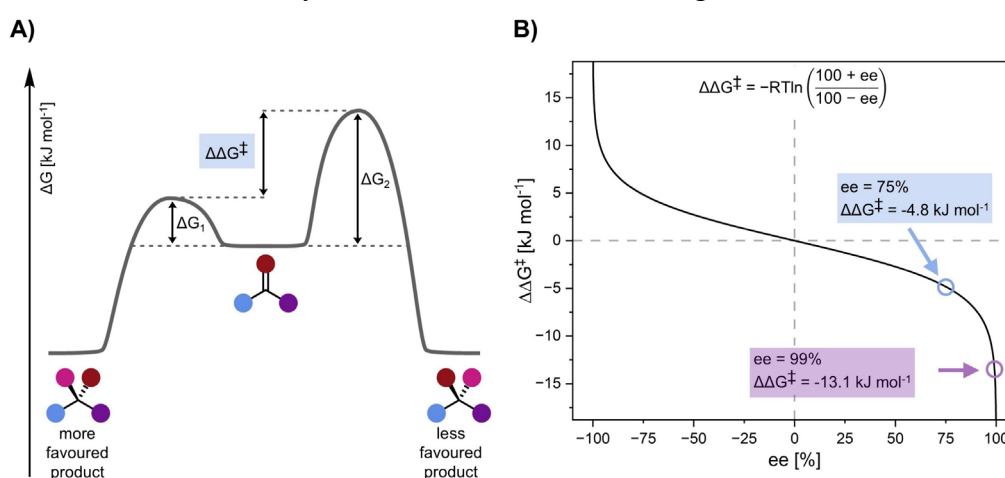 A)
ΔG [kJ mol⁻¹]
ΔΔG‡
ΔG₁
ΔG₂
more
favoured
product
less
favoured
product
B)
ΔΔG‡ = −RTln (100 + ee / 100 − ee)
ee = 75%
ΔΔG‡ = -4.8 kJ mol⁻¹
ee = 99%
ΔΔG‡ = -13.1 kJ mol⁻¹
ΔΔG‡ [kJ mol⁻¹]
15
10
5
0
−5
−10
−15
−100 −75 −50 −25 0 25 50 75 100
ee [%]